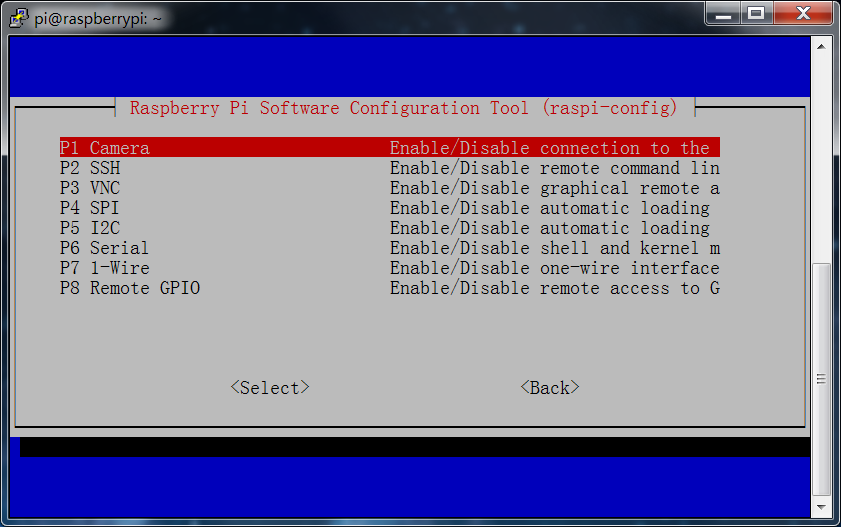 pi@raspberrypi: ~
Raspberry Pi Software Configuration Tool (raspi-config)
P1 Camera Enable/Disable connection to the
P2 SSH Enable/Disable remote command lin
P3 VNC Enable/Disable graphical remote a
P4 SPI Enable/Disable automatic loading
P5 I2C Enable/Disable automatic loading
P6 Serial Enable/Disable shell and kernel m
P7 1-Wire Enable/Disable one-wire interface
P8 Remote GPIO Enable/Disable remote access to G
<Select> <Back>